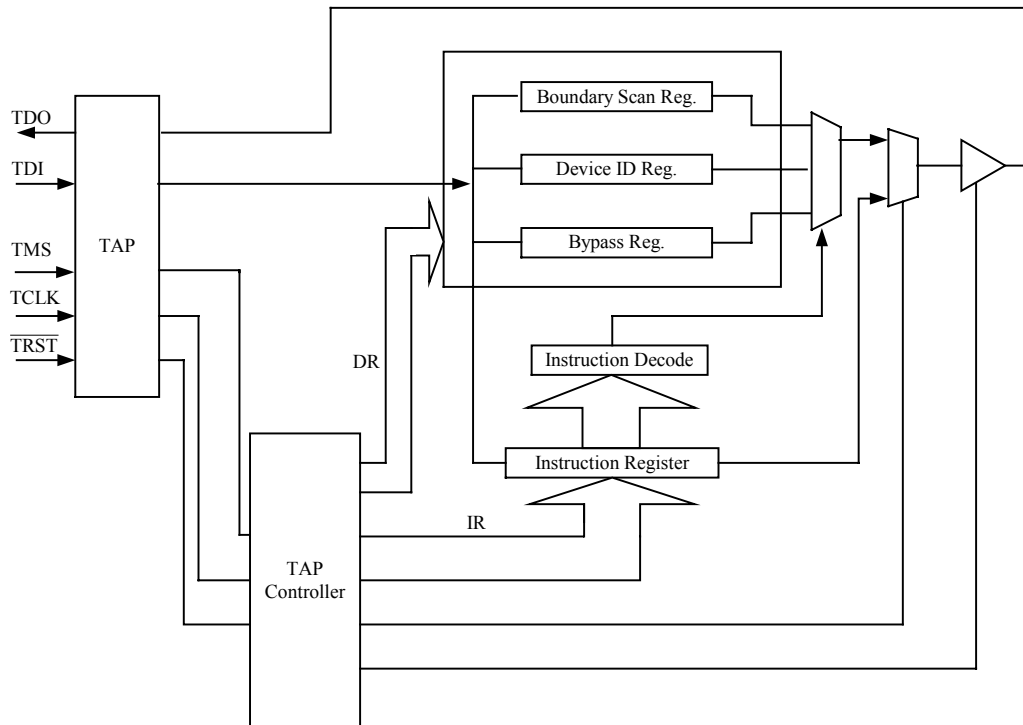 TDO
TDI
TMS
TCLK
TRST
TAP
Boundary Scan Reg.
Device ID Reg.
Bypass Reg.
DR
Instruction Decode
Instruction Register
IR
TAP
Controller